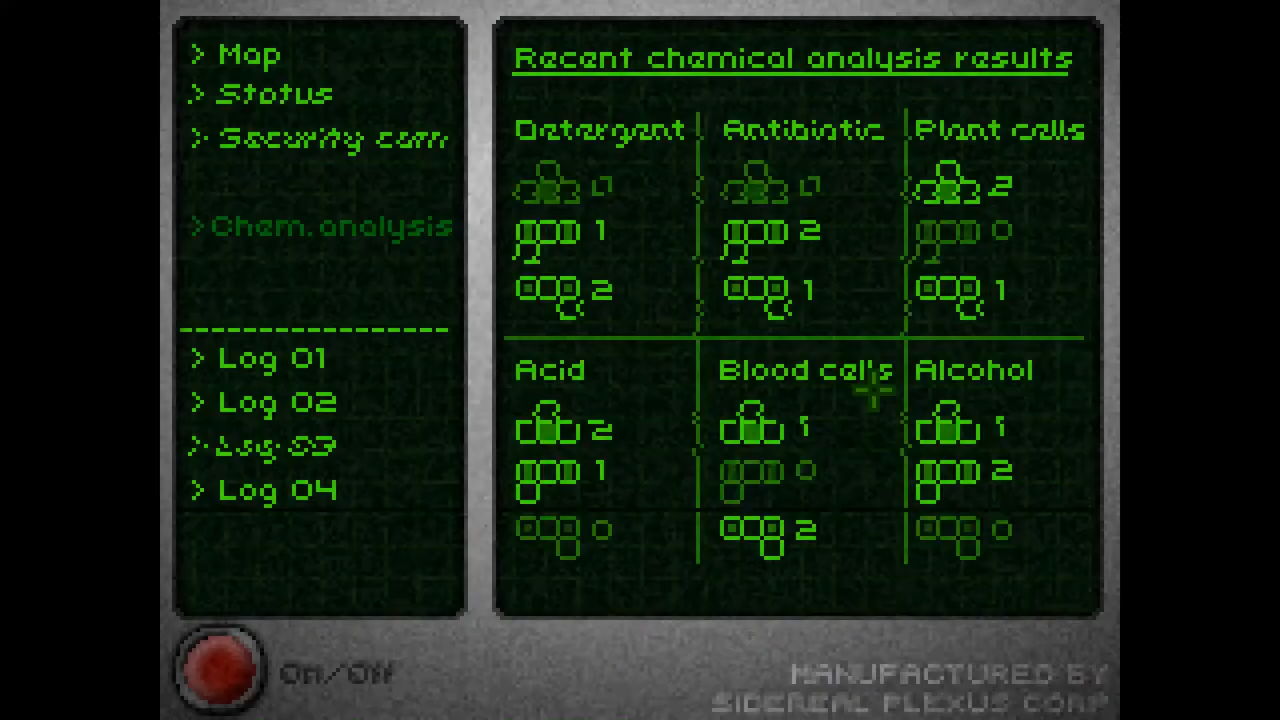 > Map
> Status
> Security cam
> Chem. analysis
> Log 01
> Log 02
> Log 03
> Log 04
On/Off
Recent chemical analysis results
Detergent Antibiotic Plant cells
0 0 2
1 2 0
2 1 1
Acid Blood cells Alcohol
2 1 1
1 0 2
0 2 0
MANUFACTURED BY
SIDEREAL PLEXUS CORP